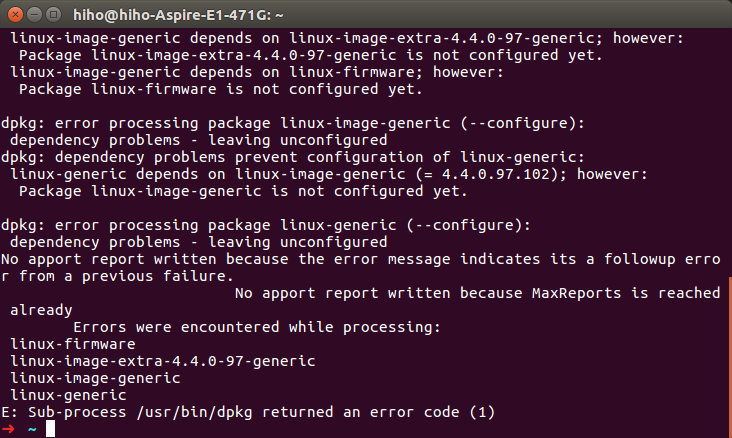 hiho@hiho-Aspire-E1-471G: ~
linux-image-generic depends on linux-image-extra-4.4.0-97-generic; however:
Package linux-image-extra-4.4.0-97-generic is not configured yet.
linux-image-generic depends on linux-firmware; however:
Package linux-firmware is not configured yet.
dpkg: error processing package linux-image-generic (--configure):
dependency problems - leaving unconfigured
dpkg: dependency problems prevent configuration of linux-generic:
linux-generic depends on linux-image-generic (= 4.4.0.97.102); however:
Package linux-image-generic is not configured yet.
dpkg: error processing package linux-generic (--configure):
dependency problems - leaving unconfigured
No apport report written because the error message indicates its a followup erro
r from a previous failure.
No apport report written because MaxReports is reached
already
Errors were encountered while processing:
linux-firmware
linux-image-extra-4.4.0-97-generic
linux-image-generic
linux-generic
E: Sub-process /usr/bin/dpkg returned an error code (1)
➜ ~